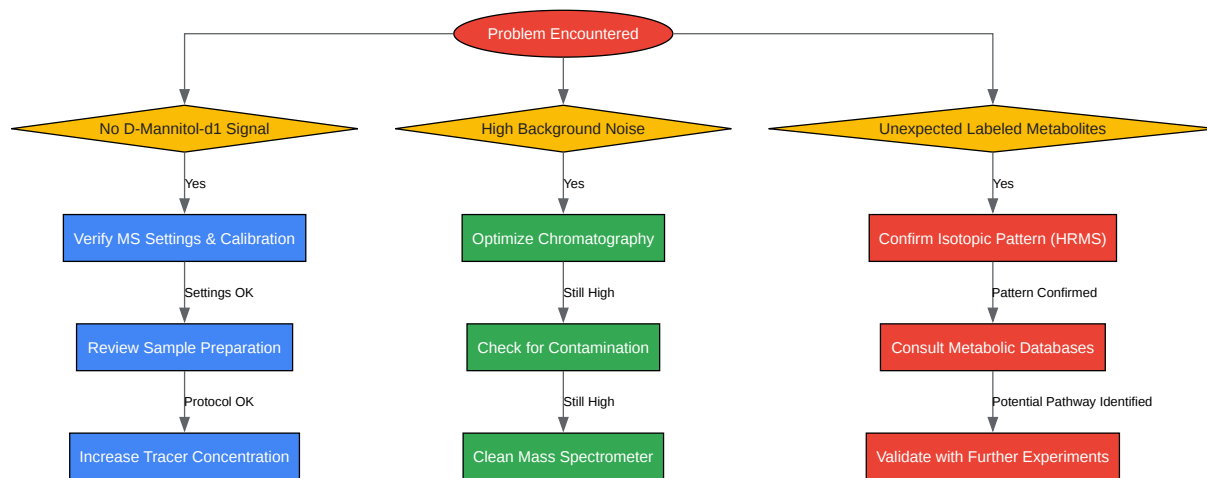 Problem Encountered
No D-Mannitol-d1 Signal
High Background Noise
Unexpected Labeled Metabolites
Yes
Yes
Yes
Verify MS Settings & Calibration
Optimize Chromatography
Confirm Isotopic Pattern (HRMS)
Settings OK
Still High
Pattern Confirmed
Review Sample Preparation
Check for Contamination
Consult Metabolic Databases
Protocol OK
Still High
Potential Pathway Identified
Increase Tracer Concentration
Clean Mass Spectrometer
Validate with Further Experiments